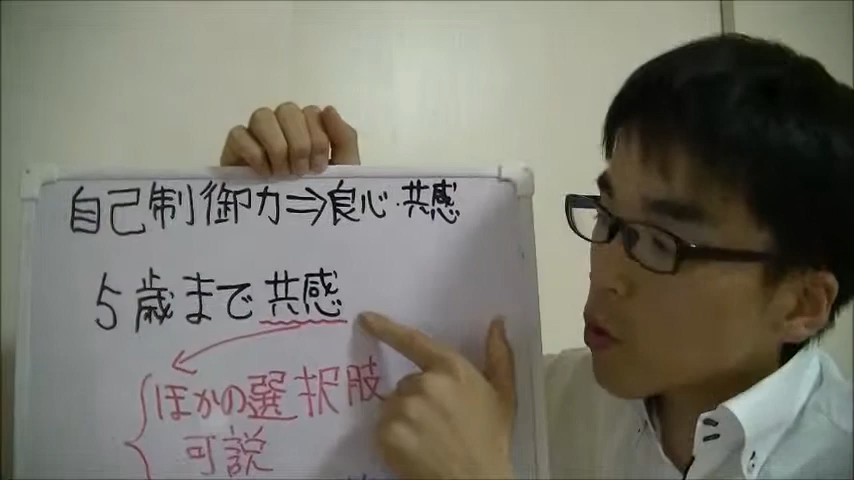 自己制御力⇒良心・共感
5歳まで共感
ほかの選択肢
可説